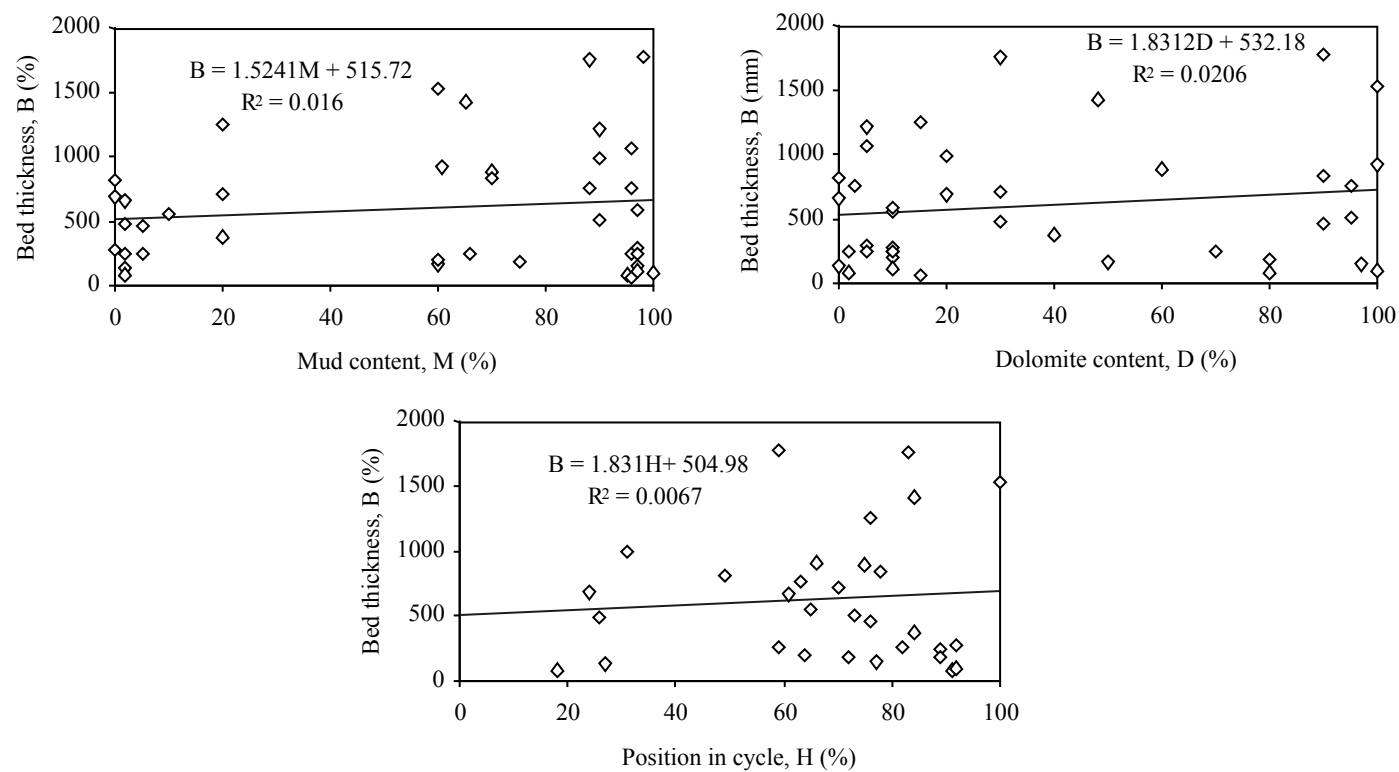 2000
1500
1000
500
0
Bed thickness, B (%)
B = 1.5241M + 515.72
R² = 0.016
0 20 40 60 80 100
Mud content, M (%)
2000
1500
1000
500
0
Bed thickness, B (mm)
B = 1.8312D + 532.18
R² = 0.0206
0 20 40 60 80 100
Dolomite content, D (%)
2000
1500
1000
500
0
Bed thickness, B (%)
B = 1.831H+ 504.98
R² = 0.0067
0 20 40 60 80 100
Position in cycle, H (%)